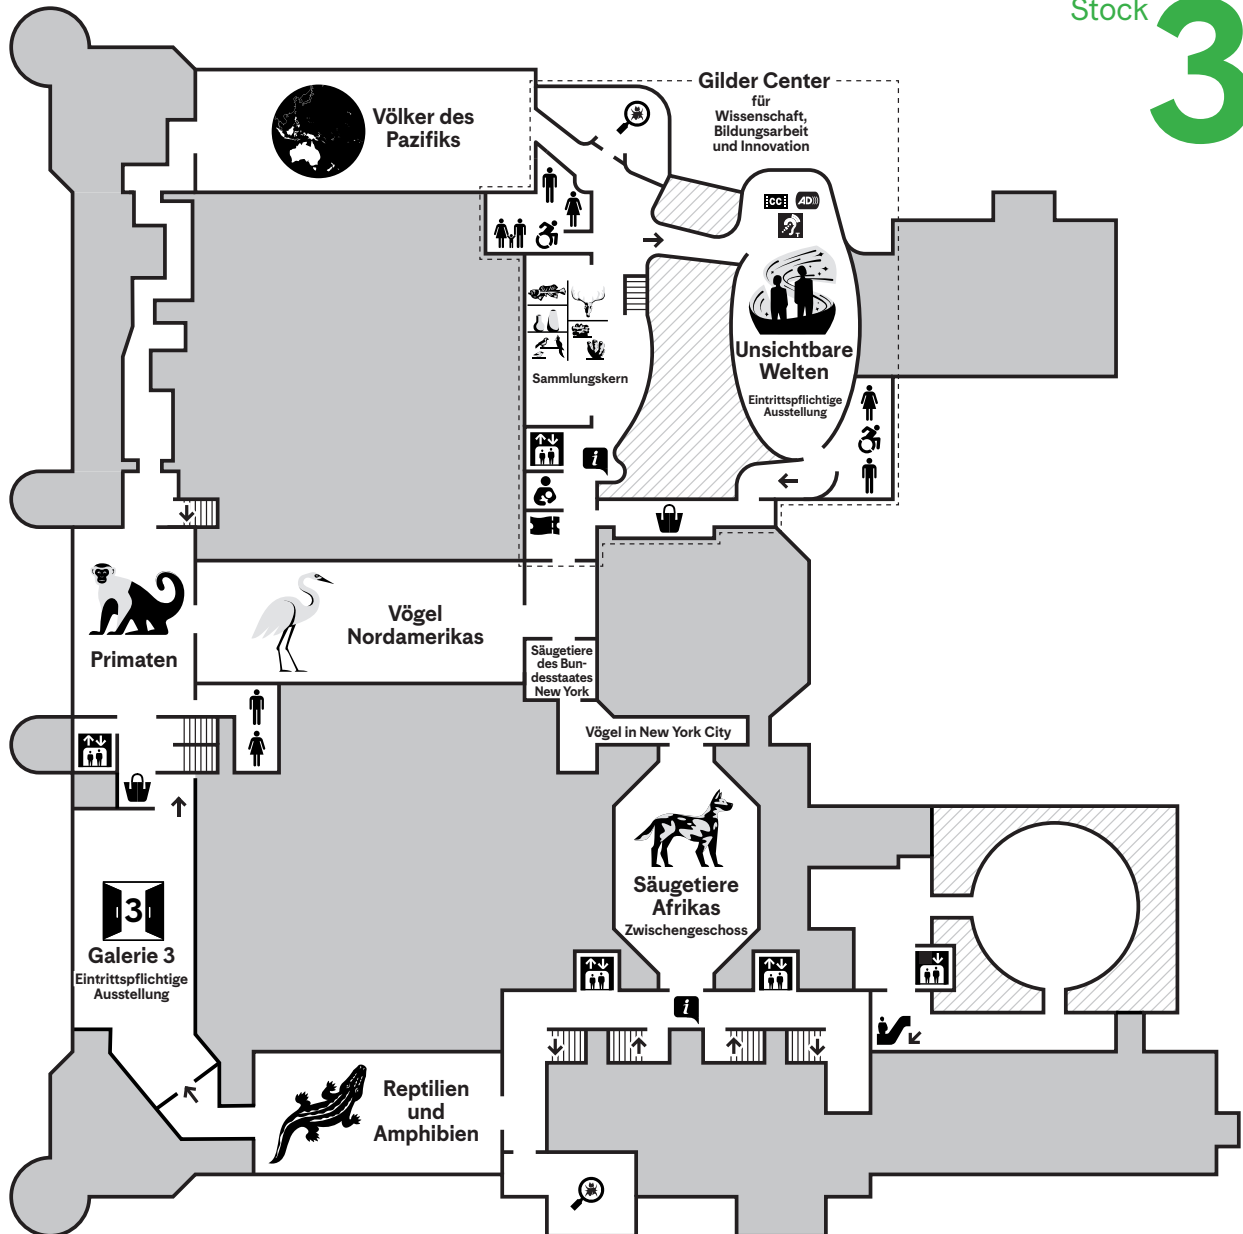 Stock
3
Gilder Center
für
Wissenschaft,
Bildungsarbeit
und Innovation
Völker des
Pazifiks
CC
AD
Unsichtbare
Welten
Eintrittspflichtige
Ausstellung
Sammlungskern
i
Vögel
Nordamerikas
Primaten
Säugetiere
des Bun-
desstaates
New York
Vögel in New York City
Säugetiere
Afrikas
Zwischengeschoss
3
Galerie 3
Eintrittspflichtige
Ausstellung
i
Reptilien
und
Amphibien